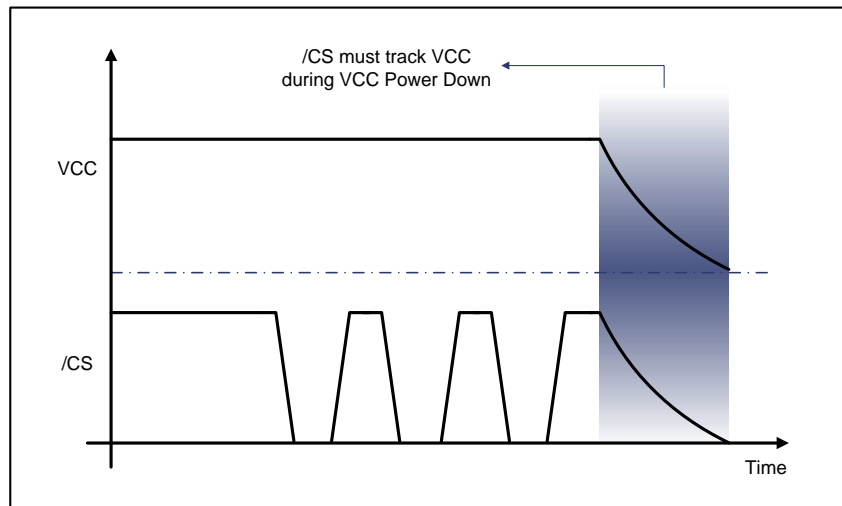 /CS must track VCC
during VCC Power Down
VCC
/CS
Time